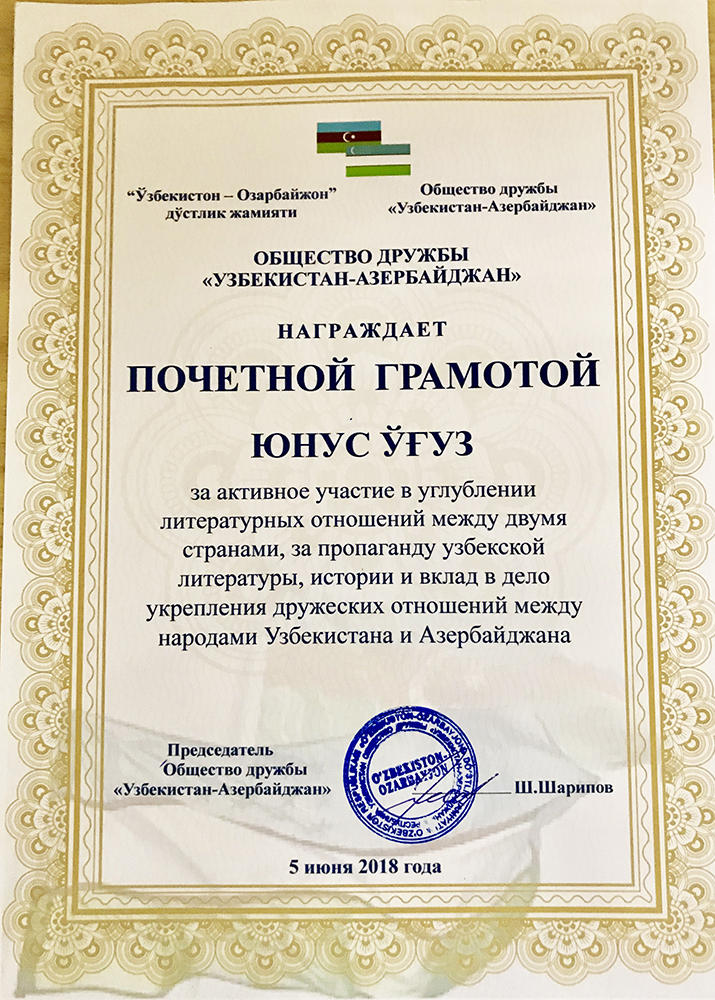 “Ўзбекистон – Озарбайжон”
дўстлик жамияти
Общество дружбы
«Узбекистан-Азербайджан»
ОБЩЕСТВО ДРУЖБЫ
«УЗБЕКИСТАН-АЗЕРБАЙДЖАН»
НАГРАЖДАЕТ
ПОЧЕТНОЙ ГРАМОТОЙ
ЮНУС ЎҒУЗ
за активное участие в углублении
литературных отношений между двумя
странами, за пропаганду узбекской
литературы, истории и вклад в дело
укрепления дружеских отношений между
народами Узбекистана и Азербайджана
Председатель
Общество дружбы
«Узбекистан-Азербайджан»
O'ZBEKISTON-
OZARBAYJON
Ш.Шарипов
5 июня 2018 года